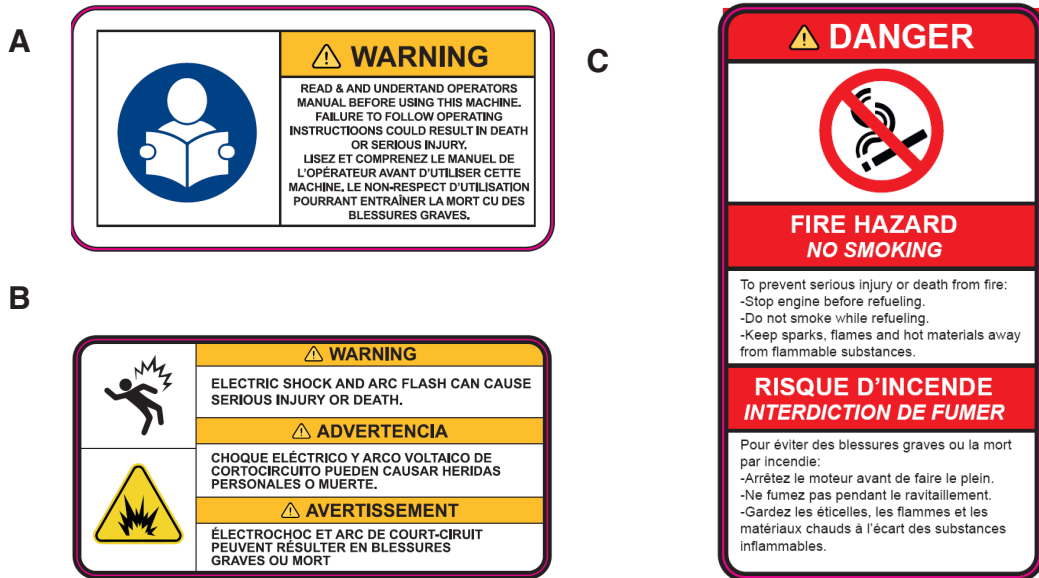 A
WARNING
READ & AND UNDERTAND OPERATORS
MANUAL BEFORE USING THIS MACHINE.
FAILURE TO FOLLOW OPERATING
INSTRUCTIOONS COULD RESULT IN DEATH
OR SERIOUS INJURY.
LISEZ ET COMPRENEZ LE MANUEL DE
L'OPÉRATEUR AVANT D'UTILISER CETTE
MACHINE. LE NON-RESPECT D'UTILISATION
POURRANT ENTRAÎNER LA MORT CU DES
BLESSURES GRAVES.
B
WARNING
ELECTRIC SHOCK AND ARC FLASH CAN CAUSE
SERIOUS INJURY OR DEATH.
ADVERTENCIA
CHOQUE ELÉCTRICO Y ARCO VOLTAICO DE
CORTOCIRCUITO PUEDEN CAUSAR HERIDAS
PERSONALES O MUERTE.
AVERTISSEMENT
ÉLECTROCHOC ET ARC DE COURT-CIRUIT
PEUVENT RÉSULTER EN BLESSURES
GRAVES OU MORT
C
DANGER
FIRE HAZARD
NO SMOKING
To prevent serious injury or death from fire:
-Stop engine before refueling.
-Do not smoke while refueling.
-Keep sparks, flames and hot materials away
from flammable substances.
RISQUE D'INCENDE
INTERDICTION DE FUMER
Pour éviter des blessures graves ou la mort
par incendie:
-Arrêtez le moteur avant de faire le plein.
-Ne fumez pas pendant le ravitaillement.
-Gardez les éticelles, les flammes et les
matériaux chauds à l'écart des substances
inflammables.